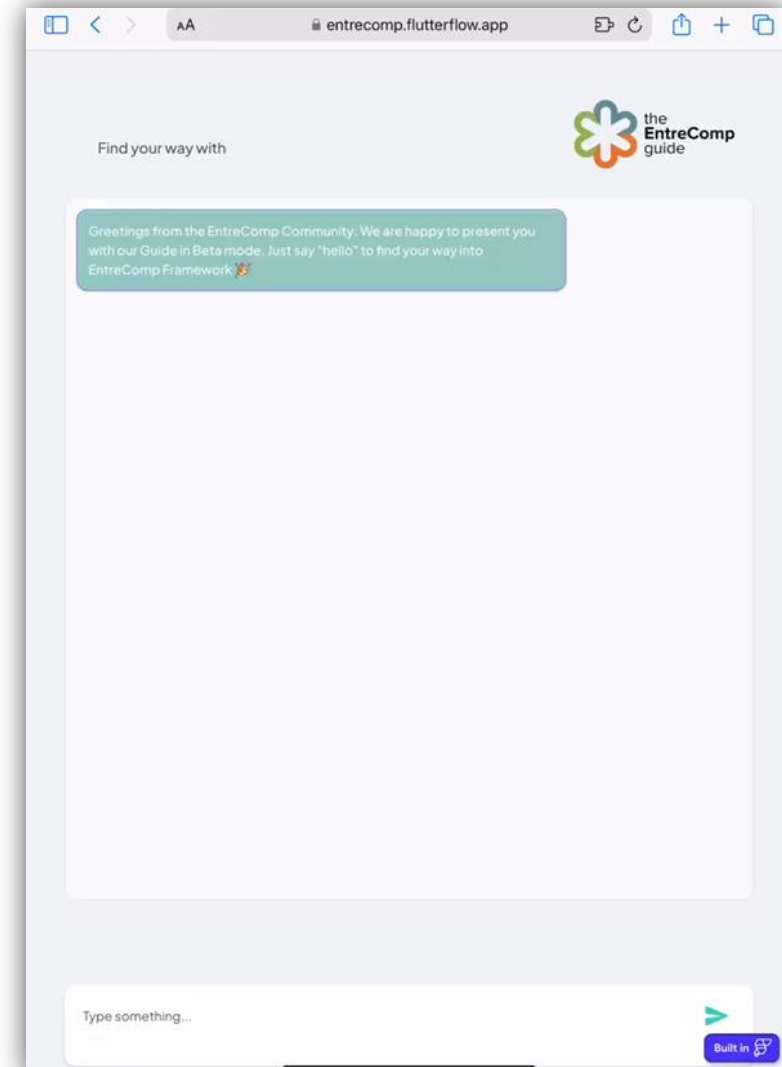 AA
entrecomp.flutterflow.app
Find your way with
the
EntreComp
guide
Greetings from the EntreComp Community. We are happy to present you
with our Guide in Beta mode. Just say "hello" to find your way into
EntreComp Framework 🎉
Type something...
Built in